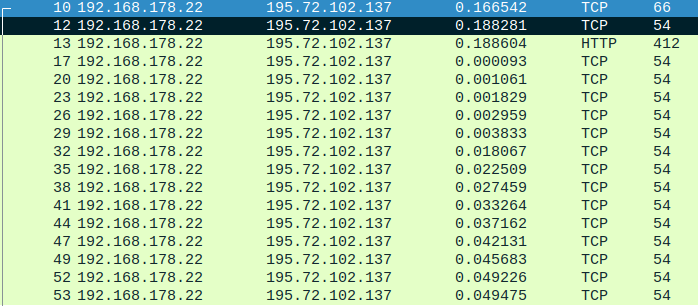 10 192.168.178.22 195.72.102.137 0.166542 TCP 66
12 192.168.178.22 195.72.102.137 0.188281 TCP 54
13 192.168.178.22 195.72.102.137 0.188604 HTTP 412
17 192.168.178.22 195.72.102.137 0.000093 TCP 54
20 192.168.178.22 195.72.102.137 0.001061 TCP 54
23 192.168.178.22 195.72.102.137 0.001829 TCP 54
26 192.168.178.22 195.72.102.137 0.002959 TCP 54
29 192.168.178.22 195.72.102.137 0.003833 TCP 54
32 192.168.178.22 195.72.102.137 0.018067 TCP 54
35 192.168.178.22 195.72.102.137 0.022509 TCP 54
38 192.168.178.22 195.72.102.137 0.027459 TCP 54
41 192.168.178.22 195.72.102.137 0.033264 TCP 54
44 192.168.178.22 195.72.102.137 0.037162 TCP 54
47 192.168.178.22 195.72.102.137 0.042131 TCP 54
49 192.168.178.22 195.72.102.137 0.045683 TCP 54
52 192.168.178.22 195.72.102.137 0.049226 TCP 54
53 192.168.178.22 195.72.102.137 0.049475 TCP 54